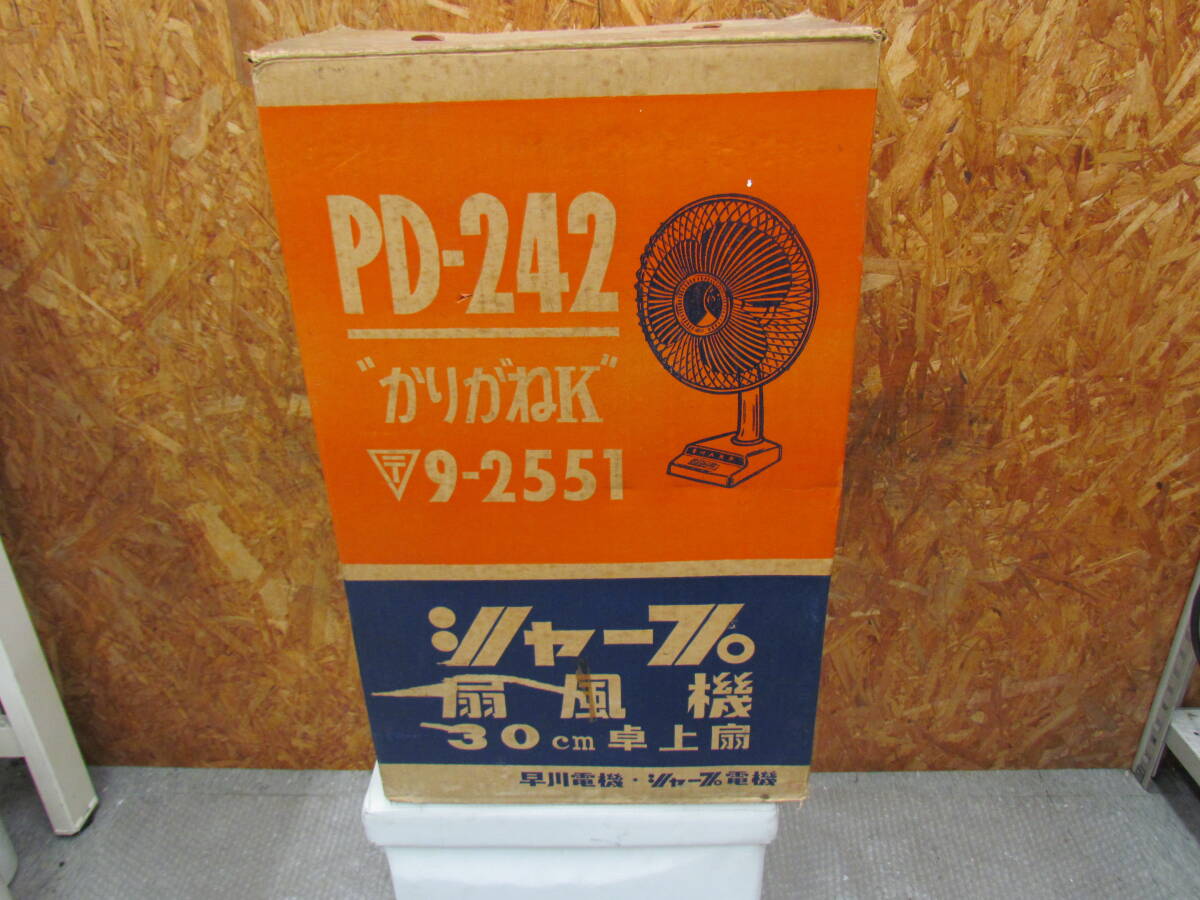 PD-242
"かりがねK"
〒9-2551
シャープ
扇風機
30cm卓上扇
早川電機・シャープ電機